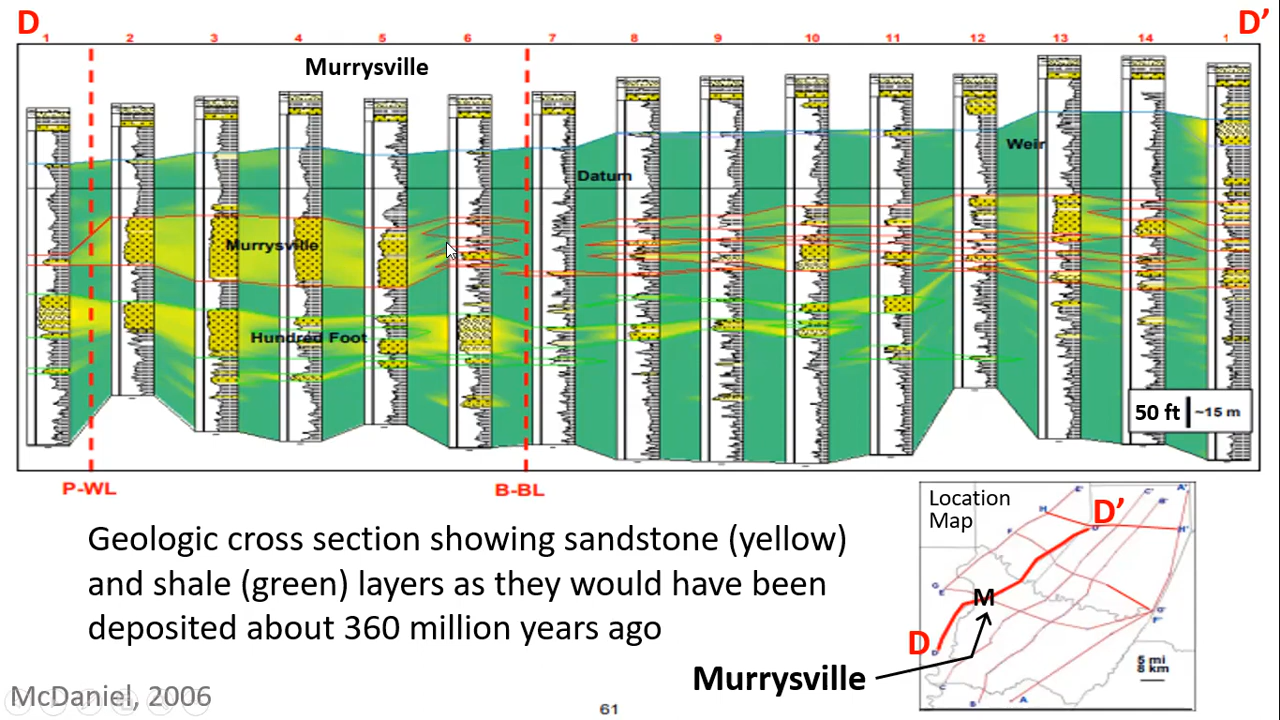 D
D’
1 2 3 4 5 6 7 8 9 10 11 12 13 14 1
Murrysville
Weir
Datum
Murrysville
Hundred Foot
50 ft ~15 m
P-WL
B-BL
Geologic cross section showing sandstone (yellow)
and shale (green) layers as they would have been
deposited about 360 million years ago
Location
Map
D’
M
D
5 mi
8 km
Murrysville
McDaniel, 2006
61